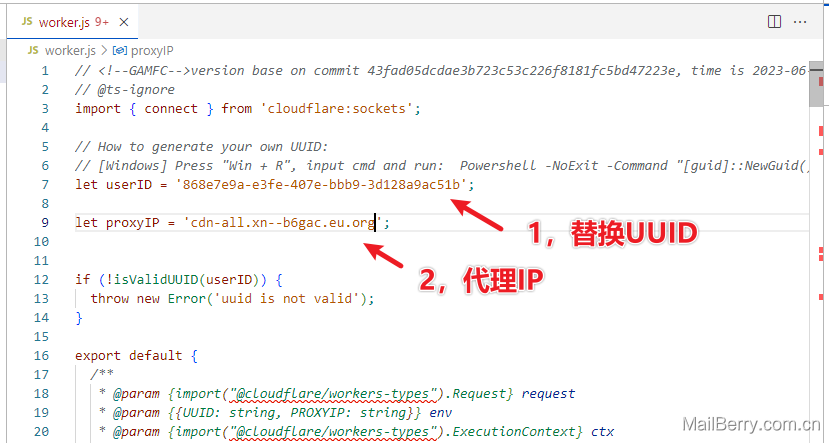 JS worker.js 9+ ×
JS worker.js > proxyIP
1 // <!--GAMFC-->version base on commit 43fad05dcdae3b723c53c226f8181fc5bd47223e, time is 2023-06-
2 // @ts-ignore
3 import { connect } from 'cloudflare:sockets';
4
5 // How to generate your own UUID:
6 // [Windows] Press "Win + R", input cmd and run:  Powershell -NoExit -Command "[guid]::NewGuid()
7 let userID = '868e7e9a-e3fe-407e-bbb9-3d128a9ac51b';
8
9 let proxyIP = 'cdn-all.xn--b6gac.eu.org';
1，替换UUID
10
11
2，代理IP
12 if (!isValidUUID(userID)) {
13 throw new Error('uuid is not valid');
14 }
15
16 export default {
17 /**
18 * @param {import("@cloudflare/workers-types").Request} request
19 * @param {{UUID: string, PROXYIP: string}} env
20 * @param {import("@cloudflare/workers-types").ExecutionContext} ctx
MailBerry.com.cn